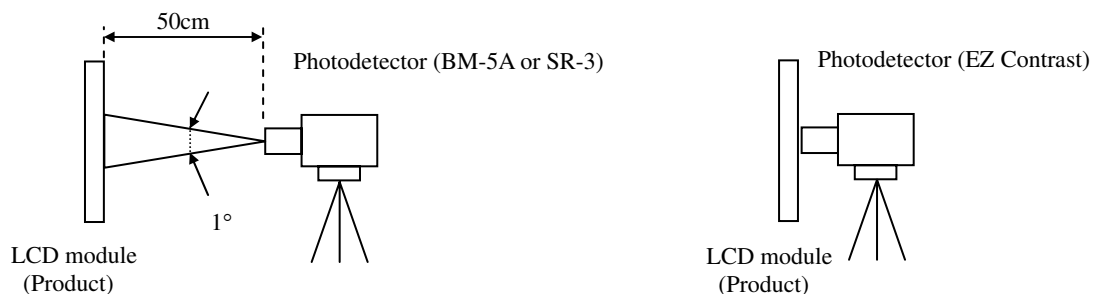 50cm
Photodetector (BM-5A or SR-3)
1°
LCD module
(Product)
Photodetector (EZ Contrast)
LCD module
(Product)